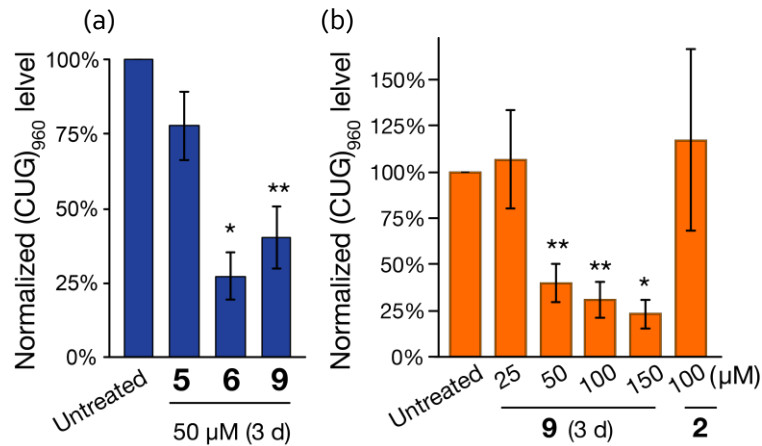 (a)
Normalized (CUG)960 lelvel
100%
75%
50%
25%
0%
*
**
Untreated
5 6 9
50 µM (3 d)
(b)
Normalized (CUG)960 lelvel
150%
125%
100%
75%
50%
25%
0%
**
**
*
Untreated
25 50 100 150 100 (µM)
9 (3 d) 2